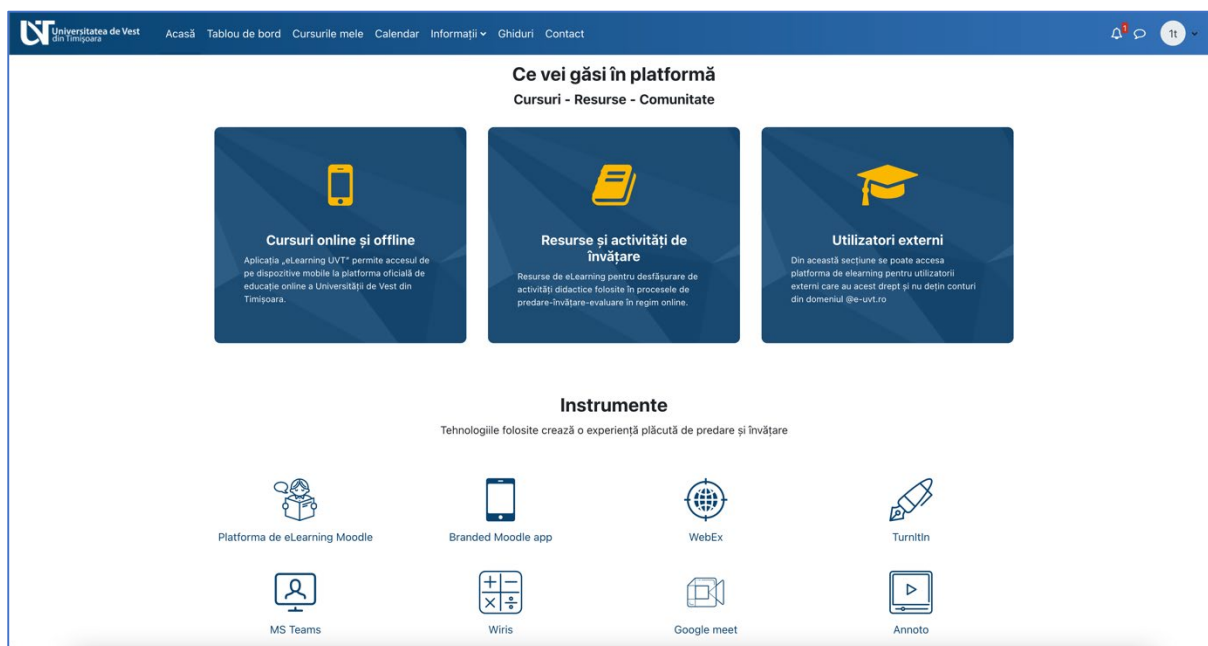 Universitatea de Vest
din Timișoara
Acasă Tablou de bord Cursurile mele Calendar Informații Ghiduri Contact
1
1t
Ce vei găsi în platformă
Cursuri - Resurse - Comunitate
Cursuri online și offline
Aplicația „eLearning UVT” permite accesul de
pe dispozitive mobile la platforma oficială de
educație online a Universității de Vest din
Timișoara.
Resurse și activități de
învățare
Resurse de eLearning pentru desfășurare de
activități didactice folosite în procesele de
predare-învățare-evaluare în regim online.
Utilizatori externi
Din această secțiune se poate accesa
platforma de elearning pentru utilizatorii
externi care au acest drept și nu dețin conturi
din domeniul @e-uvt.ro
Instrumente
Tehnologiile folosite crează o experiență plăcută de predare și învățare
Platforma de eLearning Moodle
Branded Moodle app
WebEx
TurnItIn
MS Teams
Wiris
Google meet
Annoto